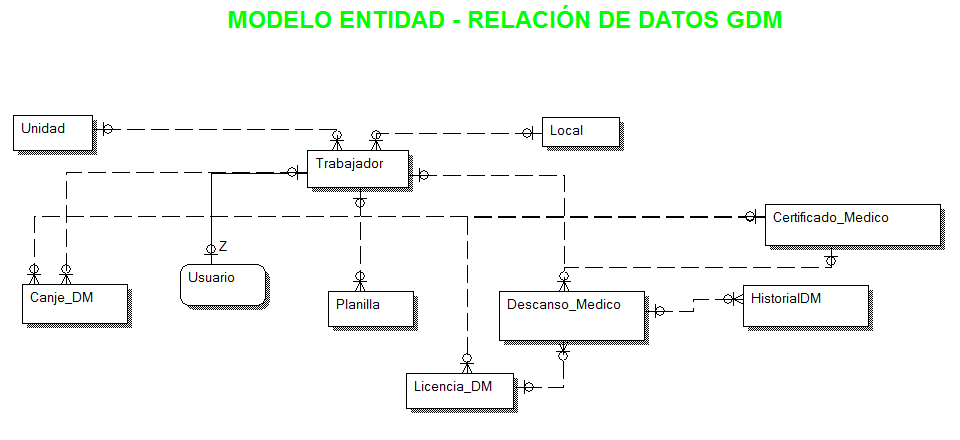 MODELO ENTIDAD - RELACIÓN DE DATOS GDM
Unidad
Local
Trabajador
Certificado_Medico
Z
Usuario
Canje_DM
Planilla
Descanso_Medico
HistorialDM
Licencia_DM